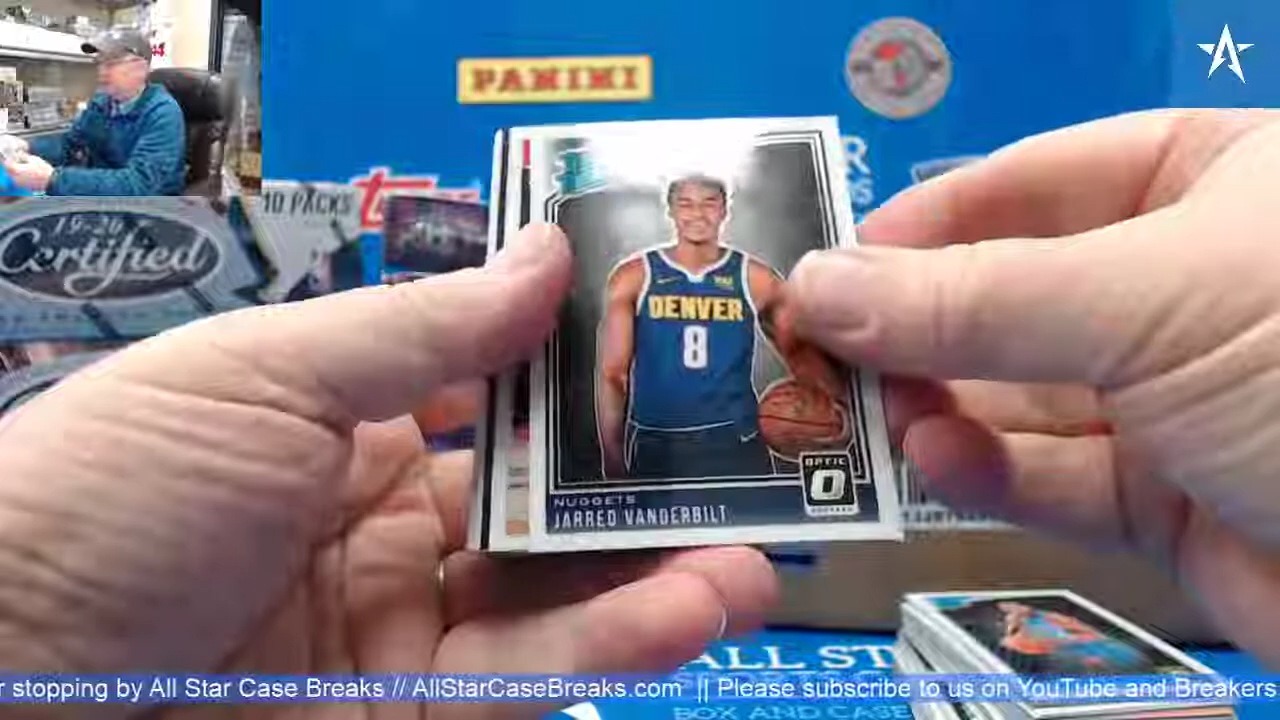 PANINI
19-20
Certified
10 PACKS
DENVER
8
OPTIC
NUGGETS
JARRED VANDERBILT
ALL ST
BOX AND CASE
r stopping by All Star Case Breaks // AllStarCaseBreaks.com || Please subscribe to us on YouTube and Breakers